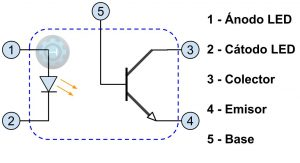 5
1
2
3
4
1 - Ánodo LED
2 - Cátodo LED
3 - Colector
4 - Emisor
5 - Base